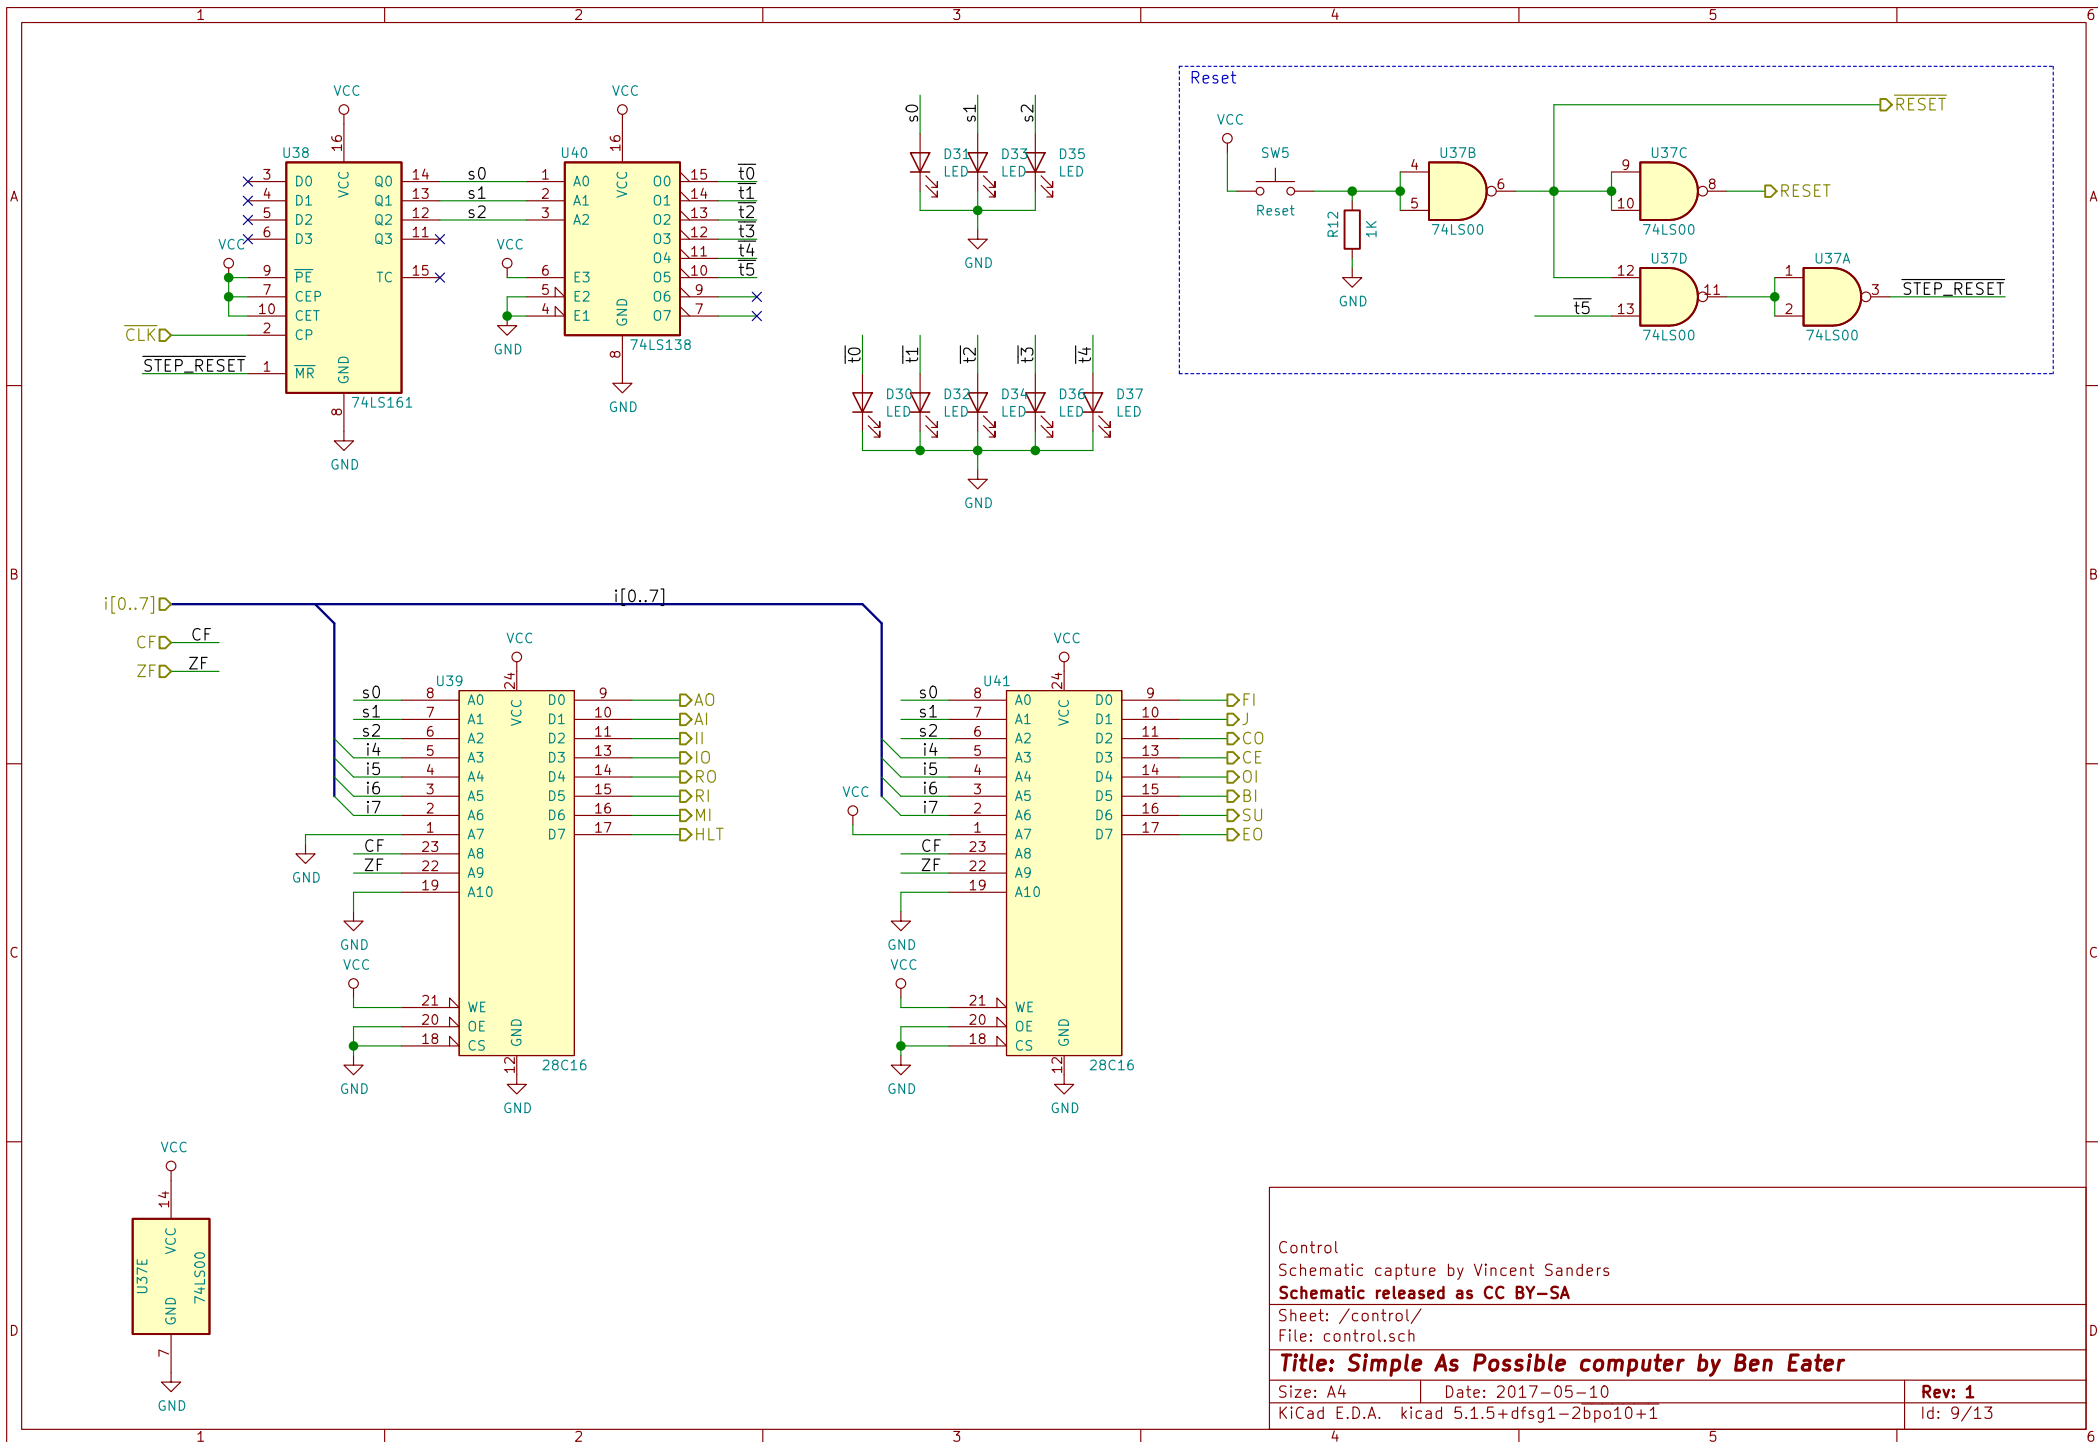 1 2 3 4 5 6
A
B
C
D
VCC
16
U38
3 D0 Q0 14 s0
4 D1 Q1 13 s1
5 D2 Q2 12 s2
6 D3 Q3 11
VCC
VCC
9 PE TC 15
7 CEP
10 CET
CLK 2 CP
STEP_RESET 1 MR
GND
74LS161
8
GND
VCC
16
U40
1 A0 O0 15 t0
2 A1 O1 14 t1
3 A2 O2 13 t2
VCC
O3 12 t3
O4 11 t4
VCC
6 E3 O5 10 t5
5 E2 O6 9
4 E1 O7 7
GND
GND
74LS138
8
GND
s0 s1 s2
D31 D33 D35
LED LED LED
GND
t0 t1 t2 t3 t4
D30 D32 D34 D36 D37
LED LED LED LED LED
GND
Reset
VCC
SW5
Reset
R12
1K
GND
U37B
4
5
6
74LS00
U37C
9
10
8
74LS00
RESET
RESET
U37D
12
t5 13
11
74LS00
U37A
1
2
3
74LS00
STEP_RESET
i[0..7]
i[0..7]
CF CF
ZF ZF
VCC
24
U39
VCC
s0 8 A0 D0 9 AO
s1 7 A1 D1 10 AI
s2 6 A2 D2 11 II
i4 5 A3 D3 13 IO
i5 4 A4 D4 14 RO
i6 3 A5 D5 15 RI
i7 2 A6 D6 16 MI
1 A7 D7 17 HLT
GND
CF 23 A8
ZF 22 A9
19 A10
GND
VCC
21 WE
20 OE
18 CS
GND
GND
12
28C16
GND
VCC
24
U41
VCC
s0 8 A0 D0 9 FI
s1 7 A1 D1 10 J
s2 6 A2 D2 11 CO
i4 5 A3 D3 13 CE
i5 4 A4 D4 14 OI
i6 3 A5 D5 15 BI
i7 2 A6 D6 16 SU
VCC
1 A7 D7 17 EO
CF 23 A8
ZF 22 A9
19 A10
GND
VCC
21 WE
20 OE
18 CS
GND
GND
12
28C16
GND
VCC
14
VCC
U37E
74LS00
GND
7
GND
Control
Schematic capture by Vincent Sanders
Schematic released as CC BY-SA
Sheet: /control/
File: control.sch
Title: Simple As Possible computer by Ben Eater
Size: A4 Date: 2017-05-10 Rev: 1
KiCad E.D.A. kicad 5.1.5+dfsg1-2bpo10+1 Id: 9/13
A
B
C
D
1 2 3 4 5 6